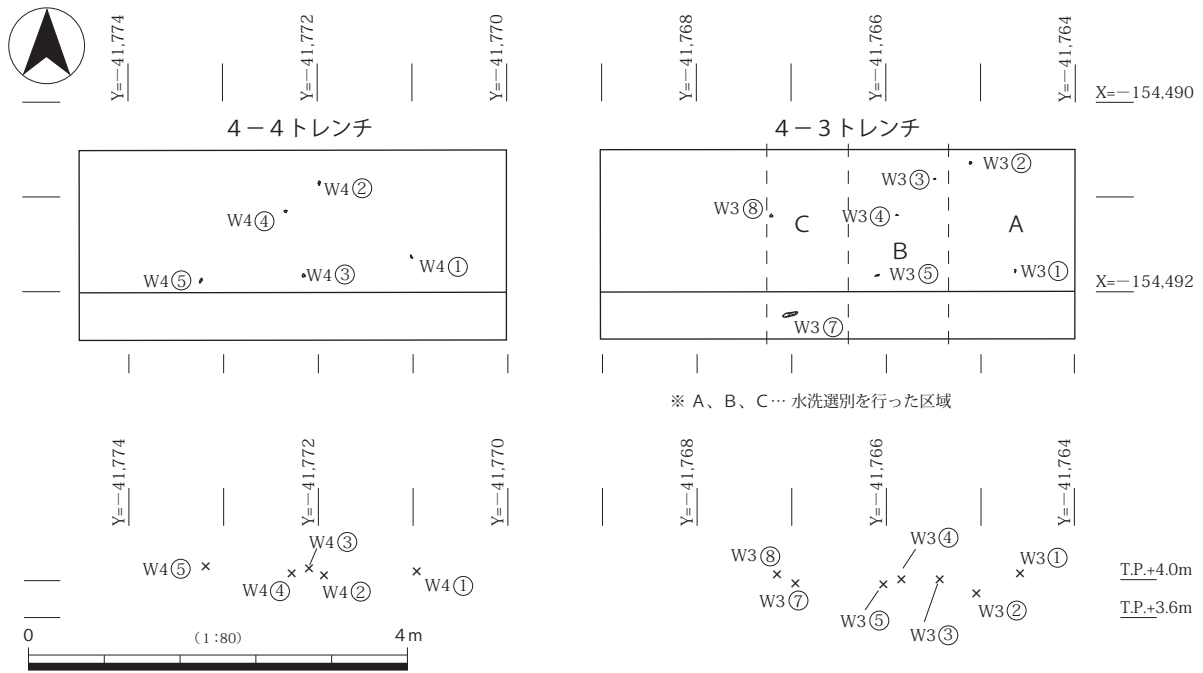 Y=−41,774
Y=−41,772
Y=−41,770
Y=−41,768
Y=−41,766
Y=−41,764
X=−154,490
4－4トレンチ
4－3トレンチ
W4②
W4④
W4①
W4③
W4⑤
W3②
W3③
W3⑧
W3④
C
A
B
W3⑤
W3①
X=−154,492
W3⑦
※ A、B、C… 水洗選別を行った区域
Y=−41,774
Y=−41,772
Y=−41,770
Y=−41,768
Y=−41,766
Y=−41,764
W4③
W4⑤
W4④
W4②
W4①
W3④
W3⑧
W3①
W3⑦
W3⑤
W3②
W3③
T.P.+4.0m
T.P.+3.6m
0
(1:80)
4m